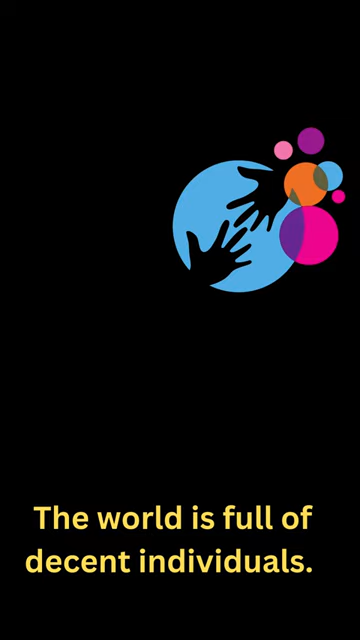 The world is full of
decent individuals.